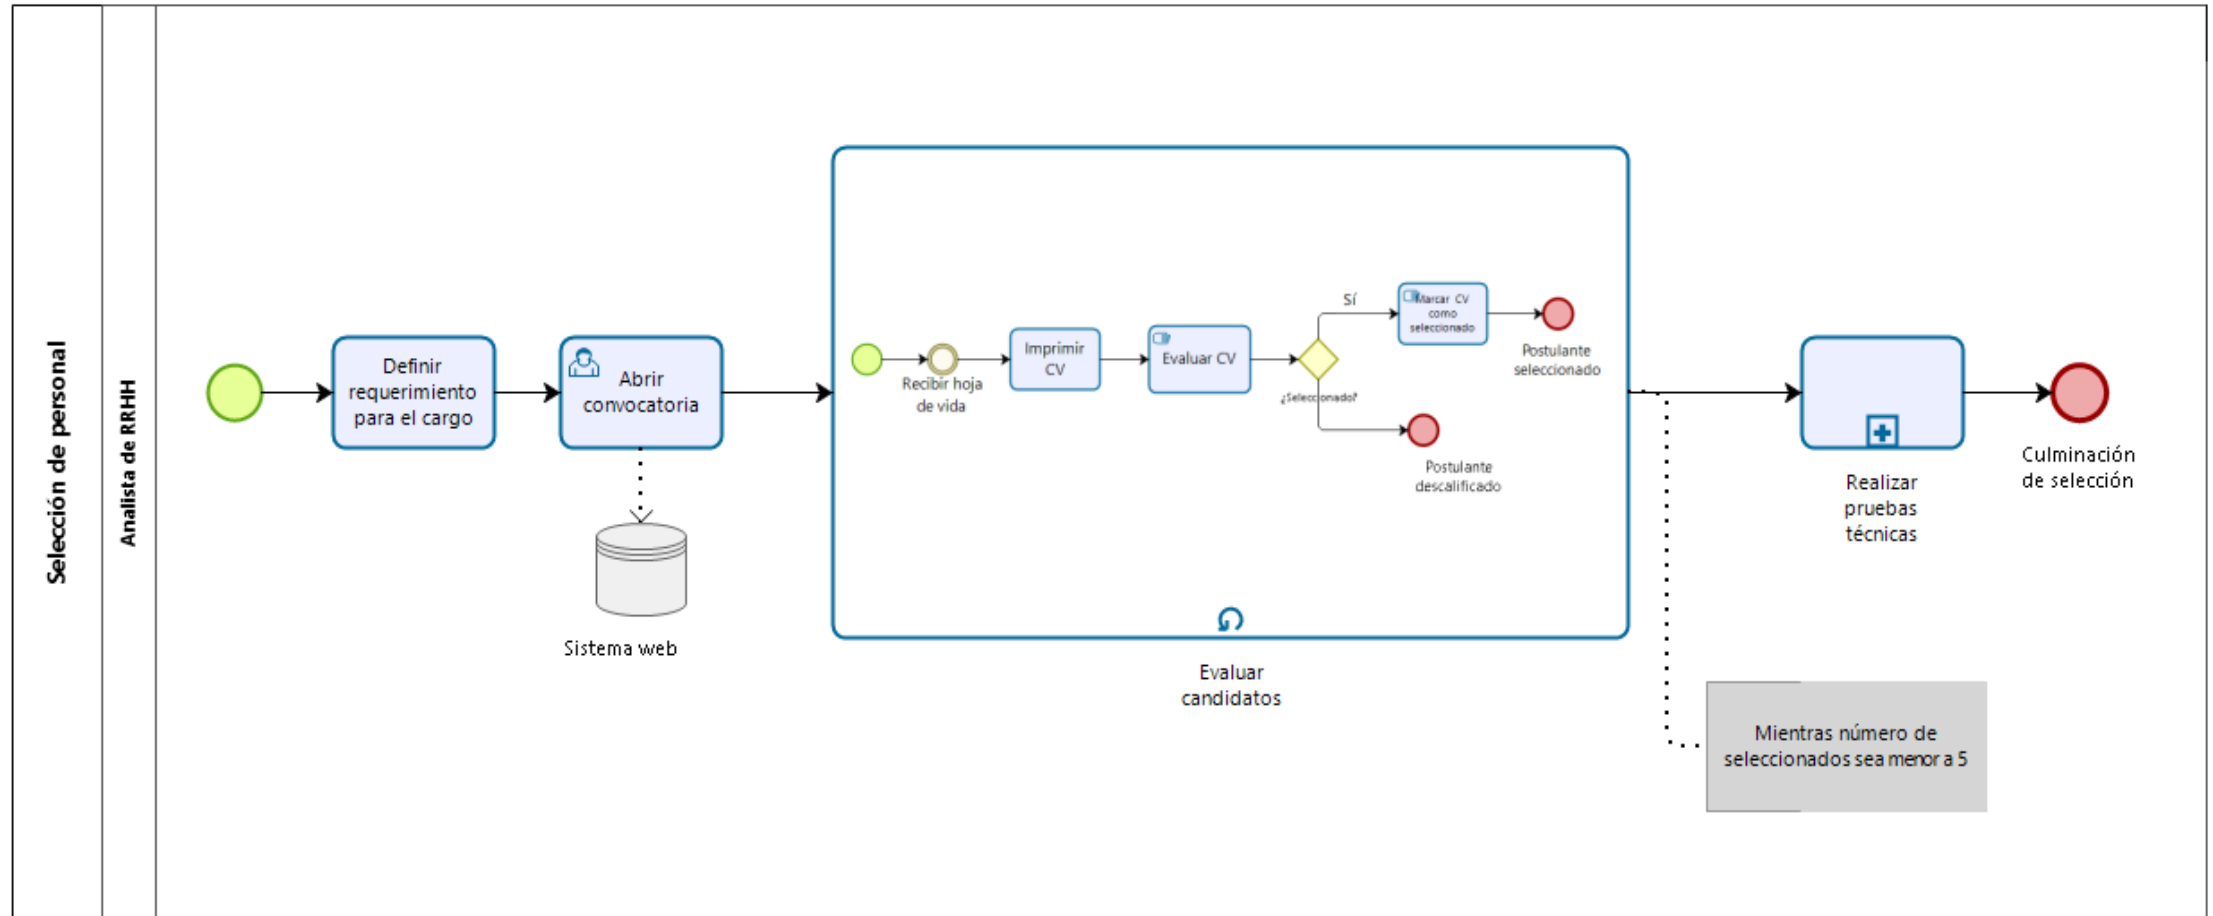 Selección de personal
Analista de RRHH
Definir
requerimiento
para el cargo
Abrir
convocatoria
Sistema web
Recibir hoja
de vida
Imprimir
CV
Evaluar CV
¿Seleccionado?
Sí
Marcar CV
como
seleccionado
Postulante
seleccionado
Postulante
descalificado
Evaluar
candidatos
Realizar
pruebas
técnicas
Culminación
de selección
Mientras número de
seleccionados sea menor a 5